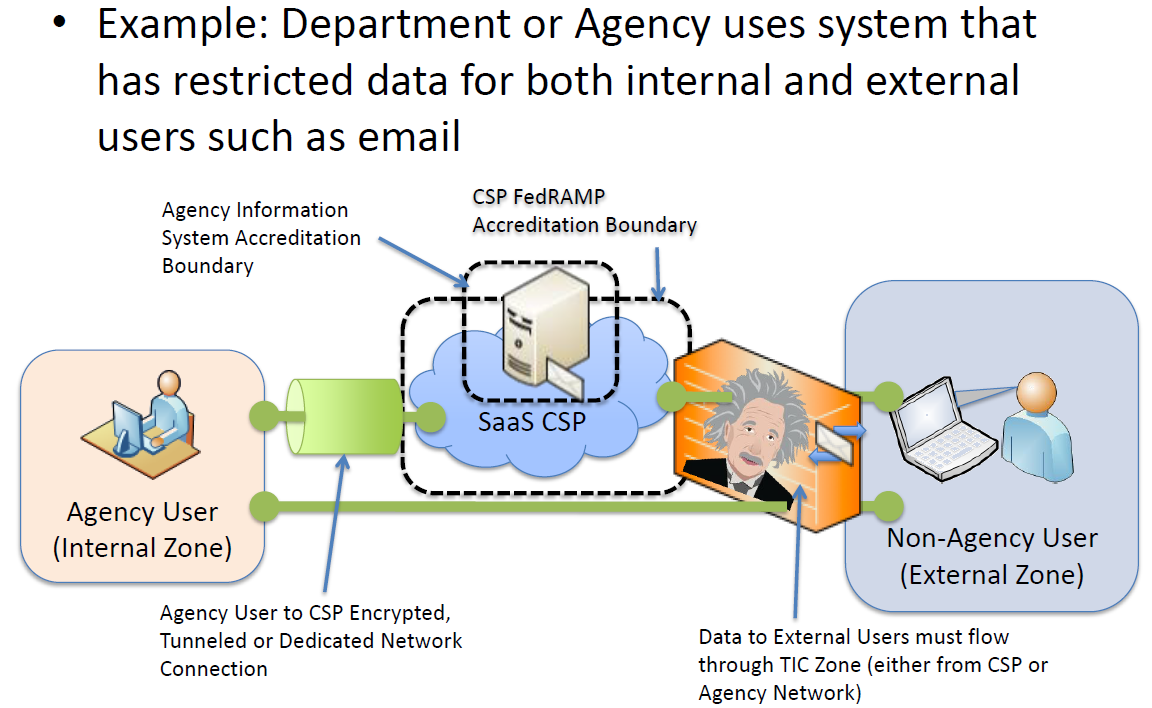 • Example: Department or Agency uses system that
has restricted data for both internal and external
users such as email
Agency Information
System Accreditation
Boundary
CSP FedRAMP
Accreditation Boundary
SaaS CSP
Agency User
(Internal Zone)
Non-Agency User
(External Zone)
Agency User to CSP Encrypted,
Tunneled or Dedicated Network
Connection
Data to External Users must flow
through TIC Zone (either from CSP or
Agency Network)